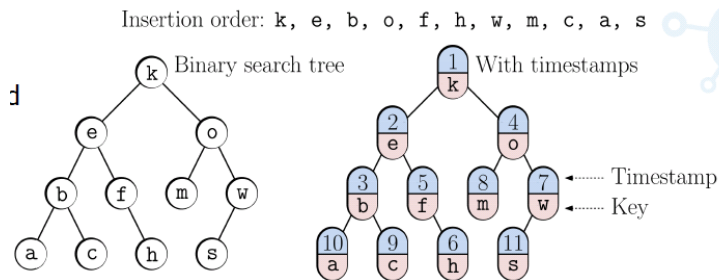 Insertion order: k, e, b, o, f, h, w, m, c, a, s
k Binary search tree 1 With timestamps
d k
e o 2 4
e o
b f m w 3 5 8 7 Timestamp
b f m w Key
a c h s 10 9 6 11
a c h s